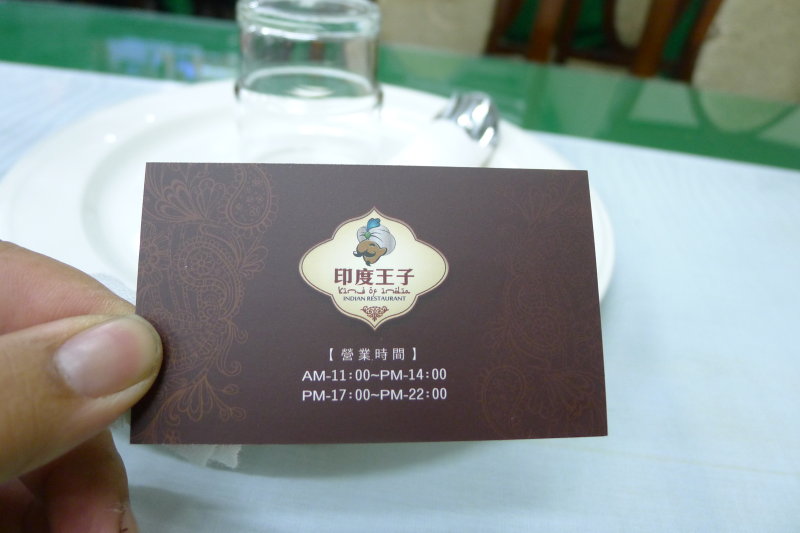 印度王子
Kind of india
INDIAN RESTAURANT
【營業時間】
AM-11:00~PM-14:00
PM-17:00~PM-22:00